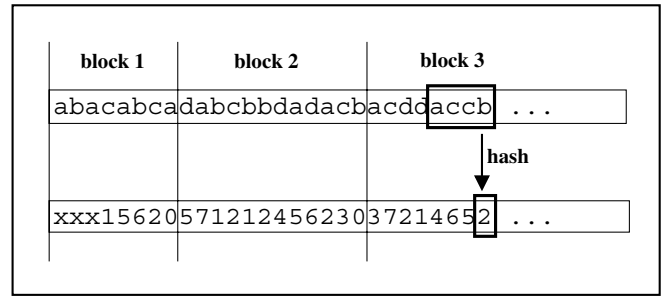 block 1 block 2 block 3
abacabcadabcbbdadacbacddaccb ...
hash
xxx1562057121245623037214652 ...